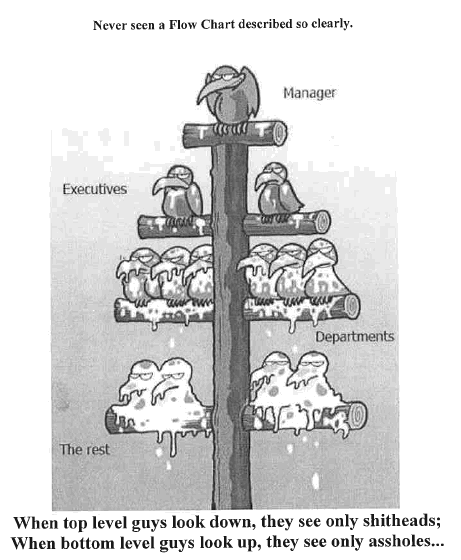 Never seen a Flow Chart described so clearly.
Manager
Executives
Departments
The rest
When top level guys look down, they see only shitheads;
When bottom level guys look up, they see only assholes...